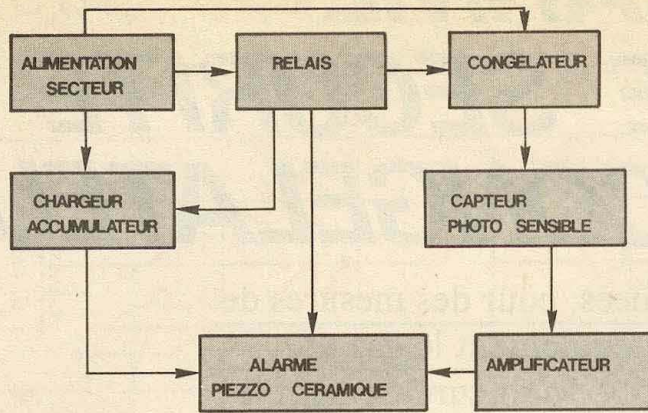 ALIMENTATION
SECTEUR
RELAIS
CONGELATEUR
CHARGEUR
ACCUMULATEUR
CAPTEUR
PHOTO SENSIBLE
ALARME
PIEZZO CERAMIQUE
AMPLIFICATEUR